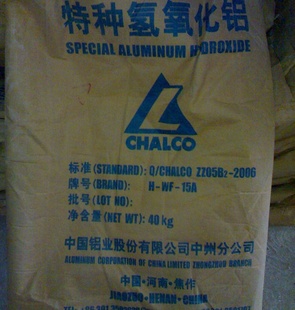 特种氢氧化铝
SPECIAL ALUMINUM HYDROXIDE
CHALCO
标准(STANDARD): Q/CHALCO ZZ05B2-2006
牌号(BRAND): H-WF-15A
批号(LOT NO):
净含量(NET WT): 40kg
中国铝业股份有限公司中州分公司
ALUMINUM CORPORATION OF CHINA LIMITED ZHONGZHOU BRANCH
中国·河南·焦作
JIAOZUO·HENAN·CHINA